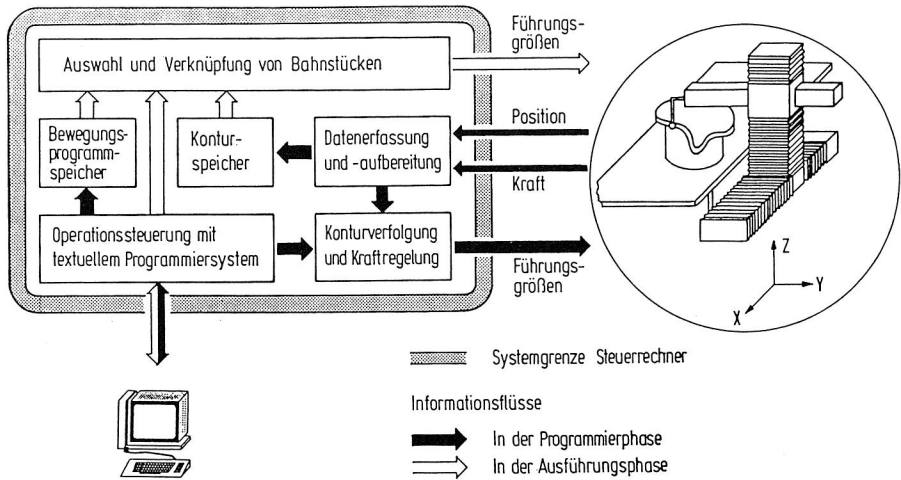 Führungs-
größen
Auswahl und Verknüpfung von Bahnstücken
Bewegungs-
programm-
speicher
Kontur-
speicher
Datenerfassung
und -aufbereitung
Position
Kraft
Operationssteuerung mit
textuellem Programmiersystem
Konturverfolgung
und Kraftregelung
Führungs-
größen
Z
Y
X
Systemgrenze Steuerrechner
Informationsflüsse
In der Programmierphase
In der Ausführungsphase